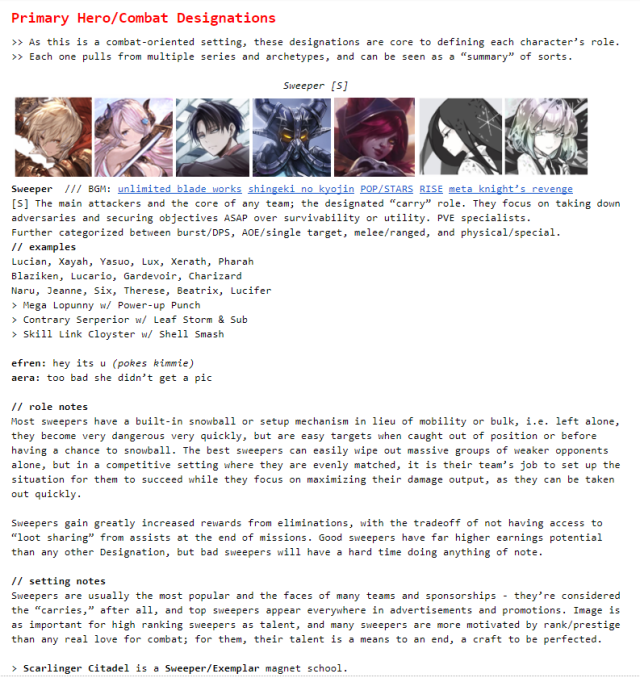 Primary Hero/Combat Designations
>> As this is a combat-oriented setting, these designations are core to defining each character’s role.
>> Each one pulls from multiple series and archetypes, and can be seen as a “summary” of sorts.
Sweeper [S]
Sweeper /// BGM: unlimited blade works shingeki no kyojin POP/STARS RISE meta knight’s revenge
[S] The main attackers and the core of any team; the designated “carry” role. They focus on taking down
adversaries and securing objectives ASAP over survivability or utility. PVE specialists.
Further categorized between burst/DPS, AOE/single target, melee/ranged, and physical/special.
// examples
Lucian, Xayah, Yasuo, Lux, Xerath, Pharah
Blaziken, Lucario, Gardevoir, Charizard
Naru, Jeanne, Six, Therese, Beatrix, Lucifer
> Mega Lopunny w/ Power-up Punch
> Contrary Serperior w/ Leaf Storm & Sub
> Skill Link Cloyster w/ Shell Smash
efren: hey its u (pokes kimmie)
aera: too bad she didn’t get a pic
// role notes
Most sweepers have a built-in snowball or setup mechanism in lieu of mobility or bulk, i.e. left alone,
they become very dangerous very quickly, but are easy targets when caught out of position or before
having a chance to snowball. The best sweepers can easily wipe out massive groups of weaker opponents
alone, but in a competitive setting where they are evenly matched, it is their team’s job to set up the
situation for them to succeed while they focus on maximizing their damage output, as they can be taken
out quickly.
Sweepers gain greatly increased rewards from eliminations, with the tradeoff of not having access to
“loot sharing” from assists at the end of missions. Good sweepers have far higher earnings potential
than any other Designation, but bad sweepers will have a hard time doing anything of note.
// setting notes
Sweepers are usually the most popular and the faces of many teams and sponsorships - they’re considered
the “carries,” after all, and top sweepers appear everywhere in advertisements and promotions. Image is
as important for high ranking sweepers as talent, and many sweepers are more motivated by rank/prestige
than any real love for combat; for them, their talent is a means to an end, a craft to be perfected.
> Scarlinger Citadel is a Sweeper/Exemplar magnet school.